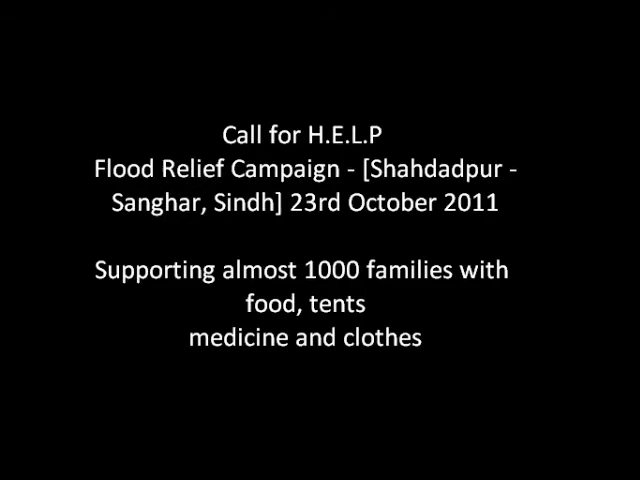 Call for H.E.L.P
Flood Relief Campaign - [Shahdadpur -
Sanghar, Sindh] 23rd October 2011
Supporting almost 1000 families with
food, tents
medicine and clothes